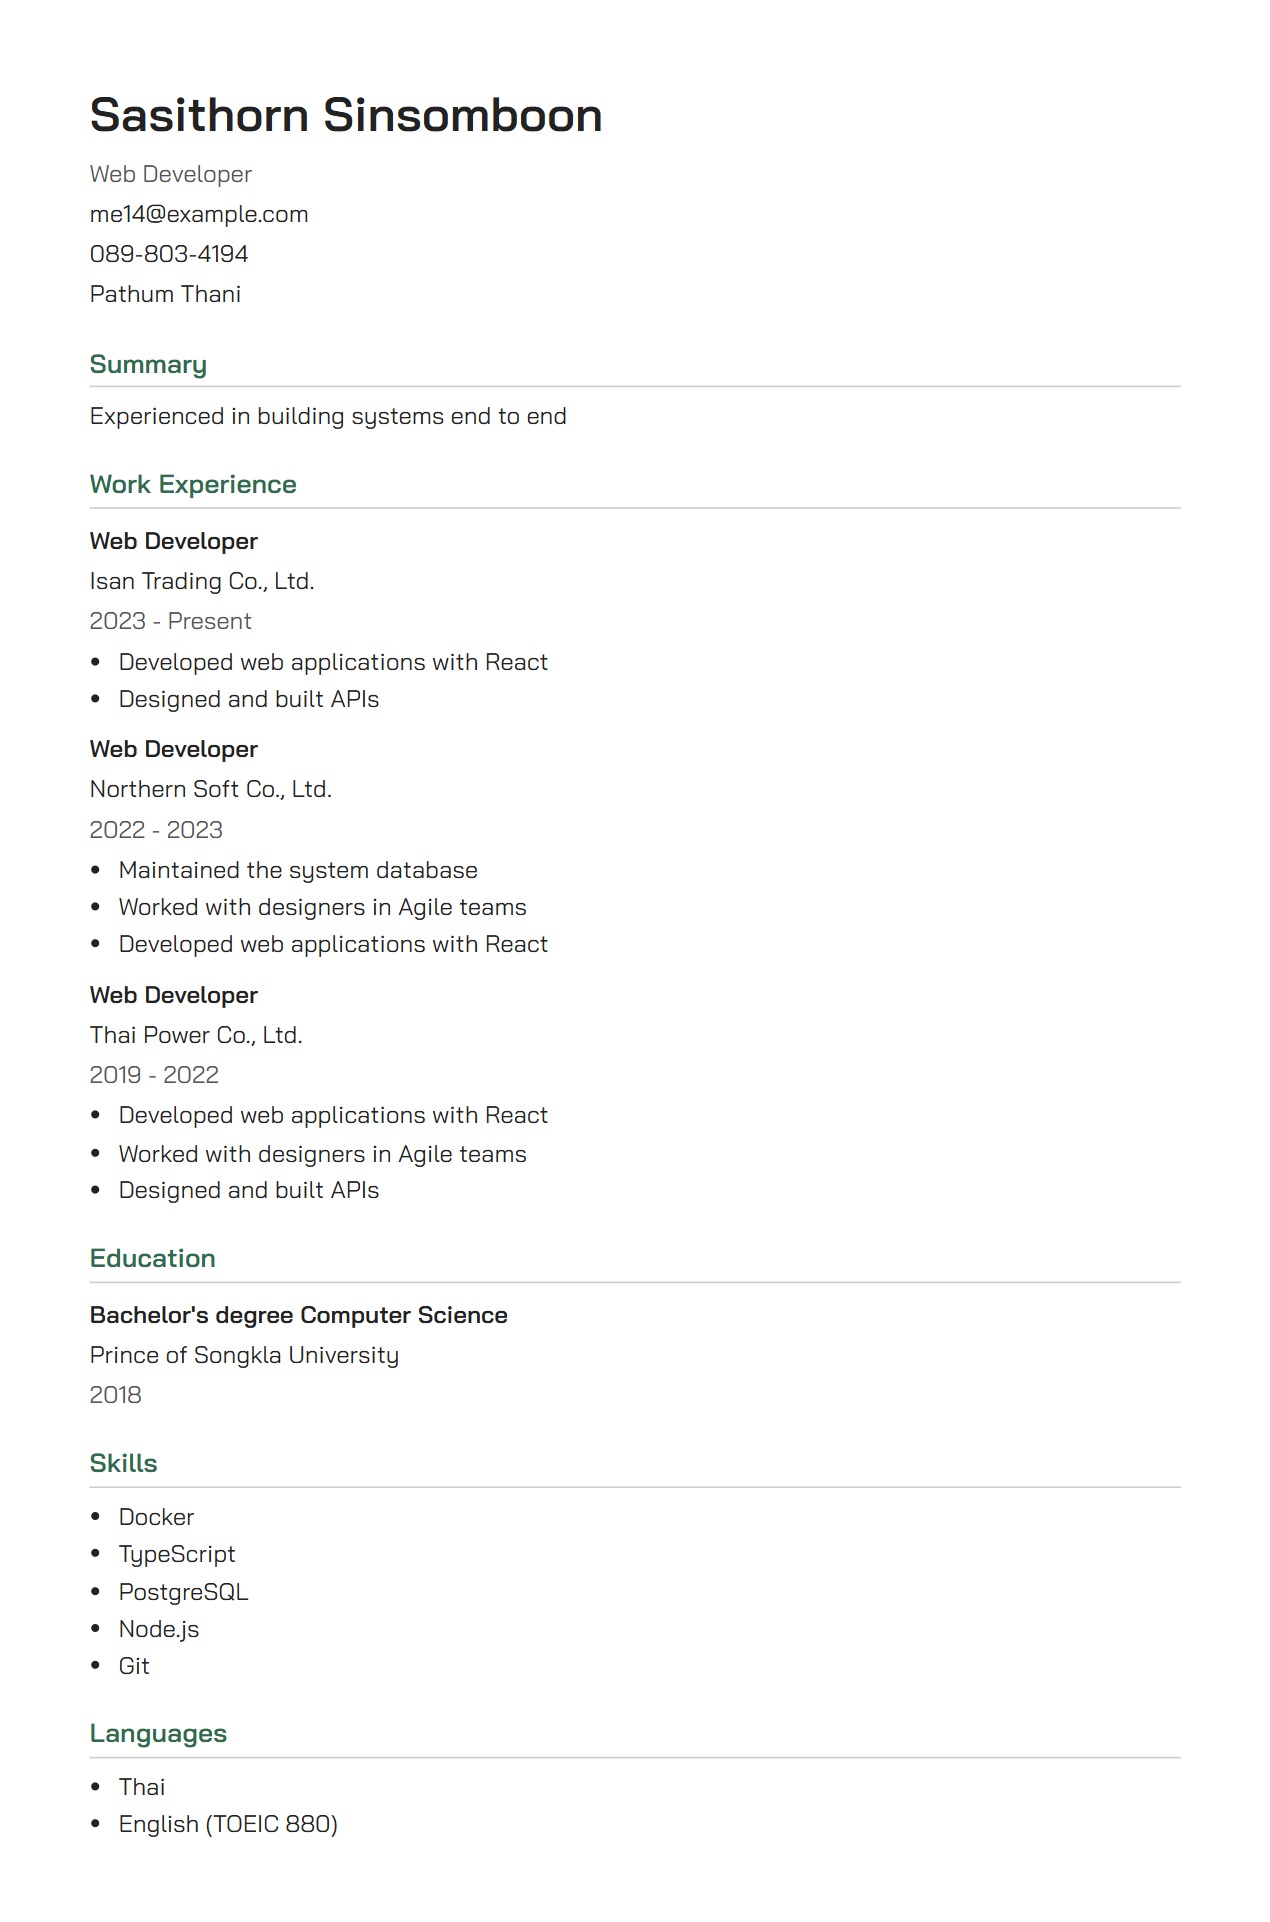 Sasithorn Sinsomboon
Web Developer
me14@example.com
089-803-4194
Pathum Thani
Summary
Experienced in building systems end to end
Work Experience
Web Developer
Isan Trading Co., Ltd.
2023 - Present
• Developed web applications with React
• Designed and built APIs
Web Developer
Northern Soft Co., Ltd.
2022 - 2023
• Maintained the system database
• Worked with designers in Agile teams
• Developed web applications with React
Web Developer
Thai Power Co., Ltd.
2019 - 2022
• Developed web applications with React
• Worked with designers in Agile teams
• Designed and built APIs
Education
Bachelor's degree Computer Science
Prince of Songkla University
2018
Skills
• Docker
• TypeScript
• PostgreSQL
• Node.js
• Git
Languages
• Thai
• English (TOEIC 880)